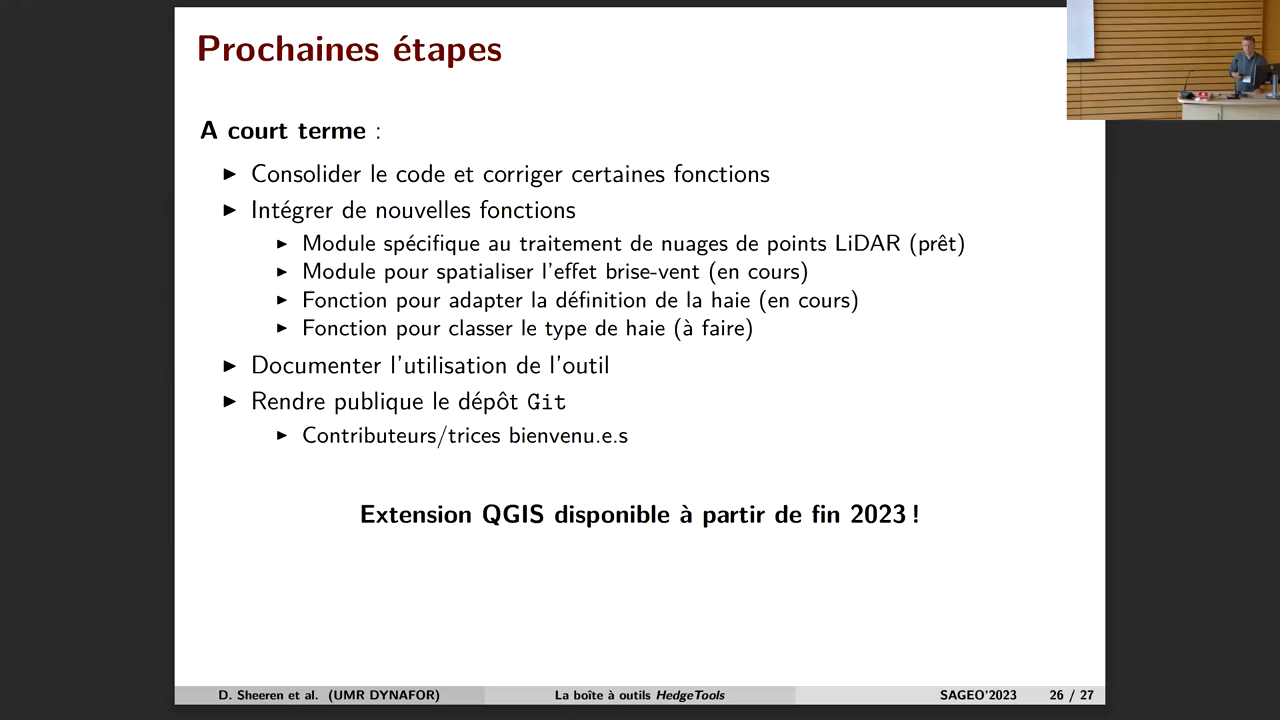 Prochaines étapes
A court terme :
Consolider le code et corriger certaines fonctions
Intégrer de nouvelles fonctions
Module spécifique au traitement de nuages de points LiDAR (prêt)
Module pour spatialiser l'effet brise-vent (en cours)
Fonction pour adapter la définition de la haie (en cours)
Fonction pour classer le type de haie (à faire)
Documenter l'utilisation de l'outil
Rendre publique le dépôt Git
Contributeurs/trices bienvenu.e.s
Extension QGIS disponible à partir de fin 2023 !
D. Sheeren et al. (UMR DYNAFOR) La boîte à outils HedgeTools SAGEO'2023 26 / 27